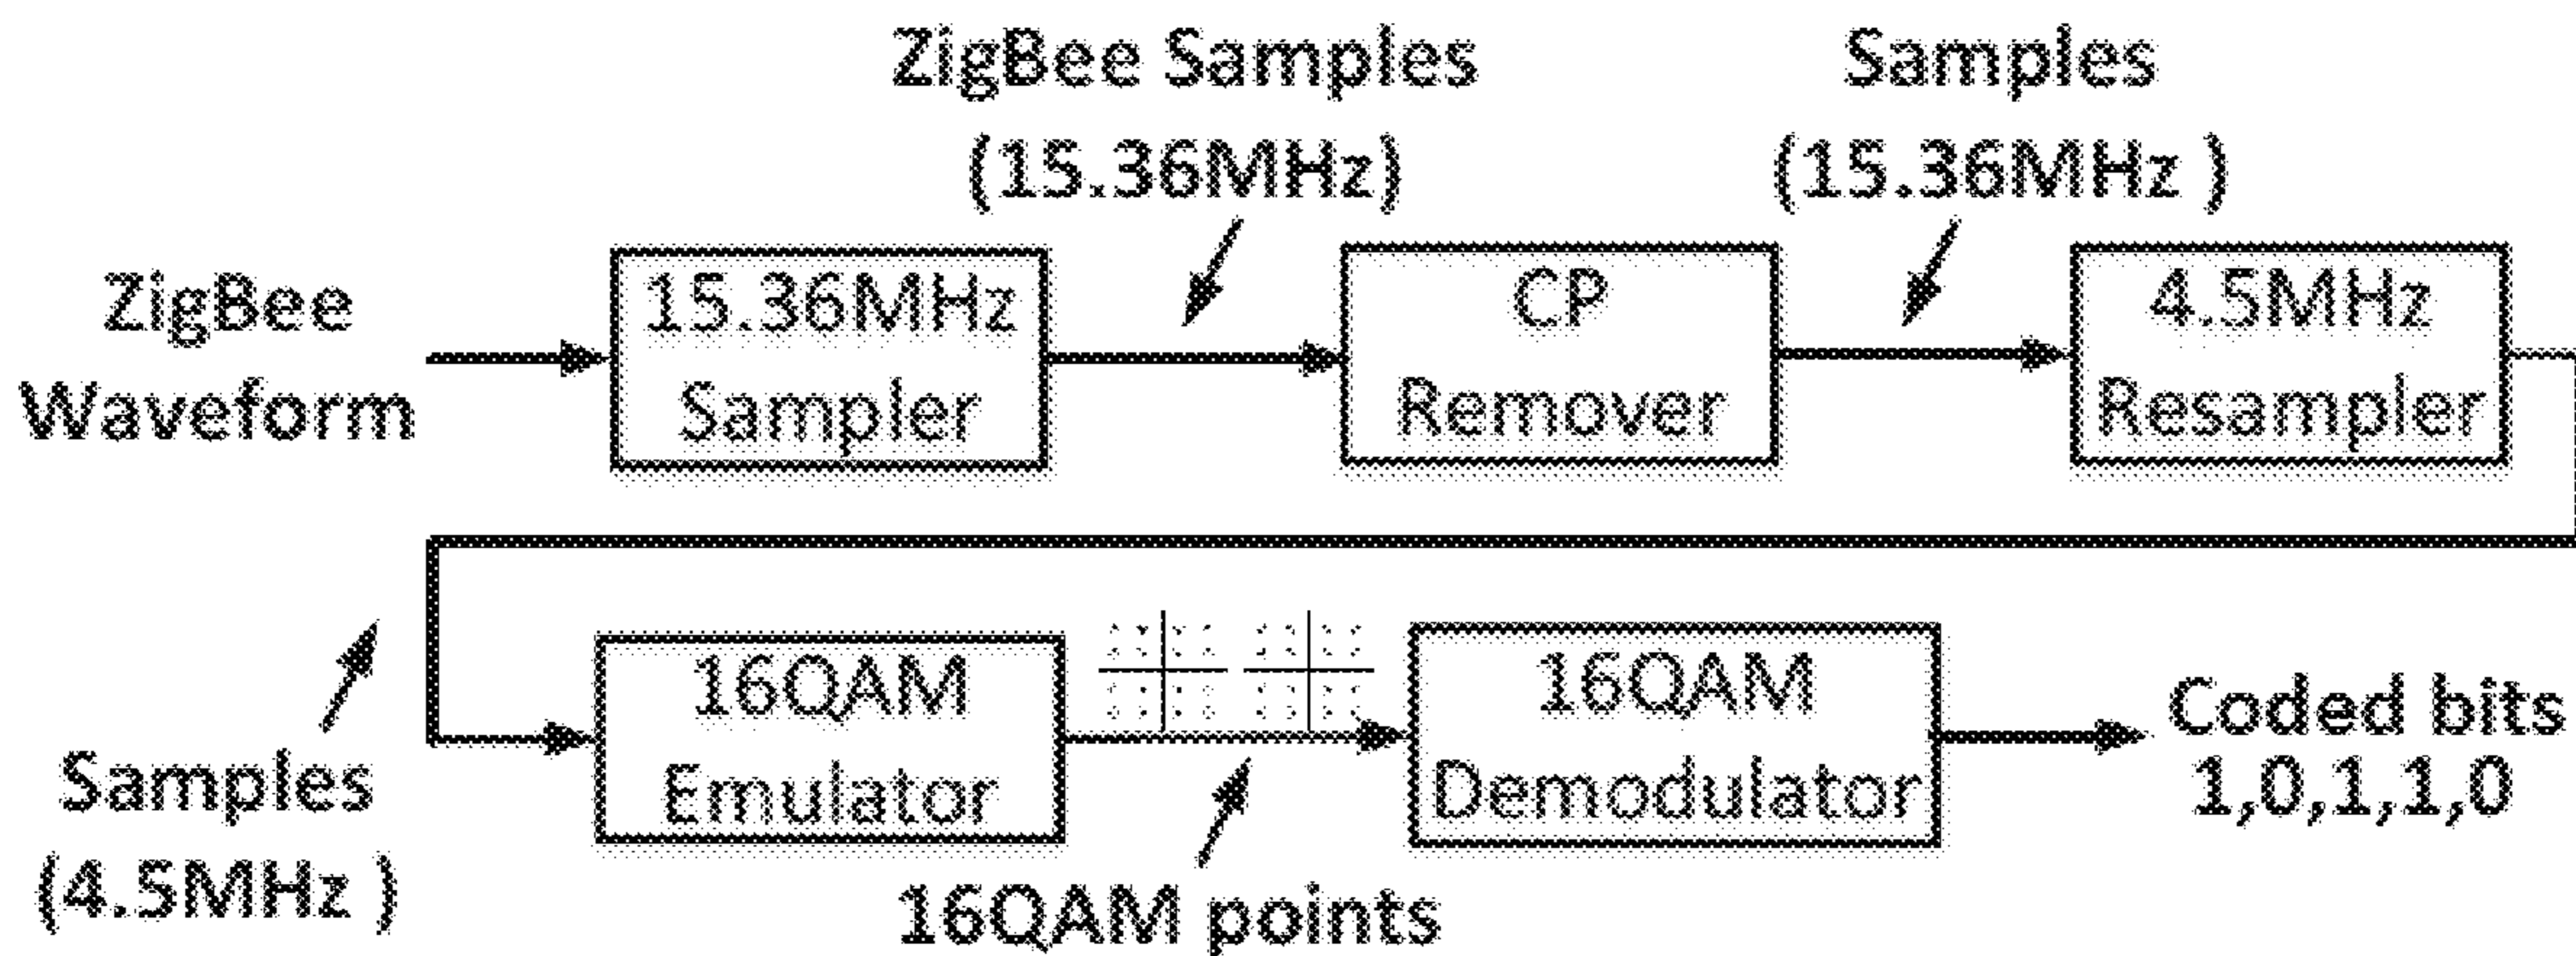 ZigBee Samples
(15.36MHz)
Samples
(15.36MHz )
ZigBee
Waveform
15.36MHz
Sampler
CP
Remover
4.5MHz
Resampler
Samples
(4.5MHz )
16QAM
Emulator
16QAM points
16QAM
Demodulator
Coded bits
1,0,1,1,0